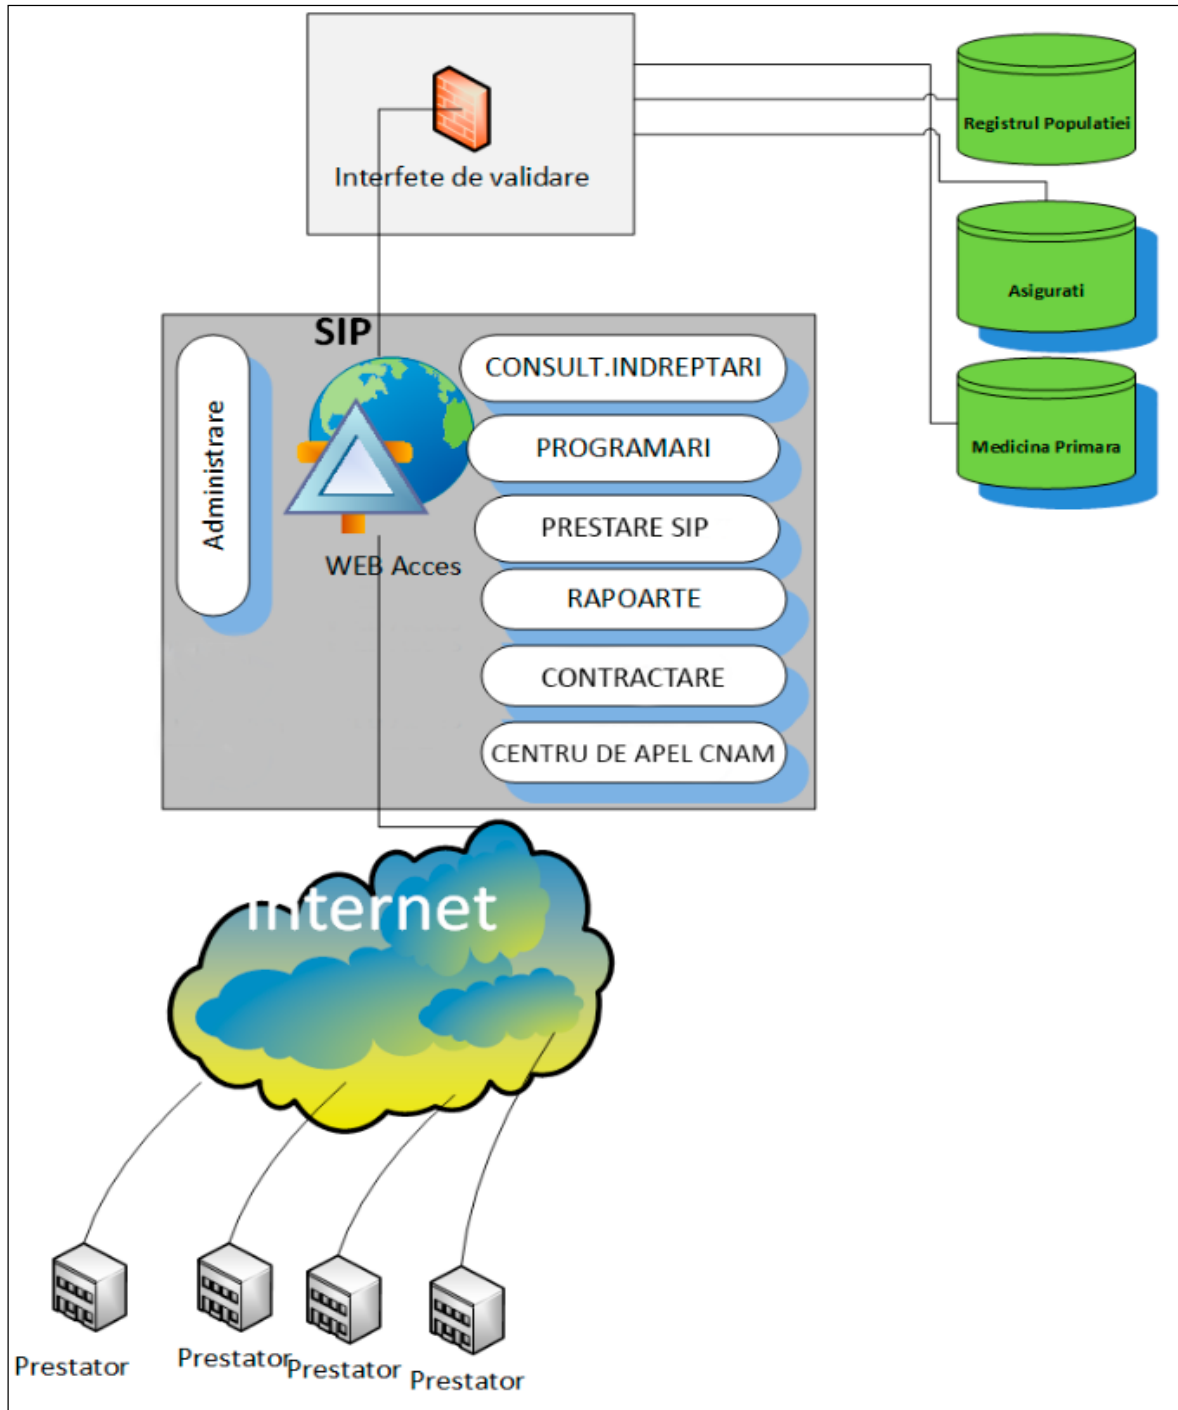 Interfete de validare
Registrul Populatiei
Asigurati
Medicina Primara
SIP
Administrare
WEB Acces
CONSULT.INDREPTARI
PROGRAMARI
PRESTARE SIP
RAPOARTE
CONTRACTARE
CENTRU DE APEL CNAM
Internet
Prestator
Prestator
Prestator
Prestator